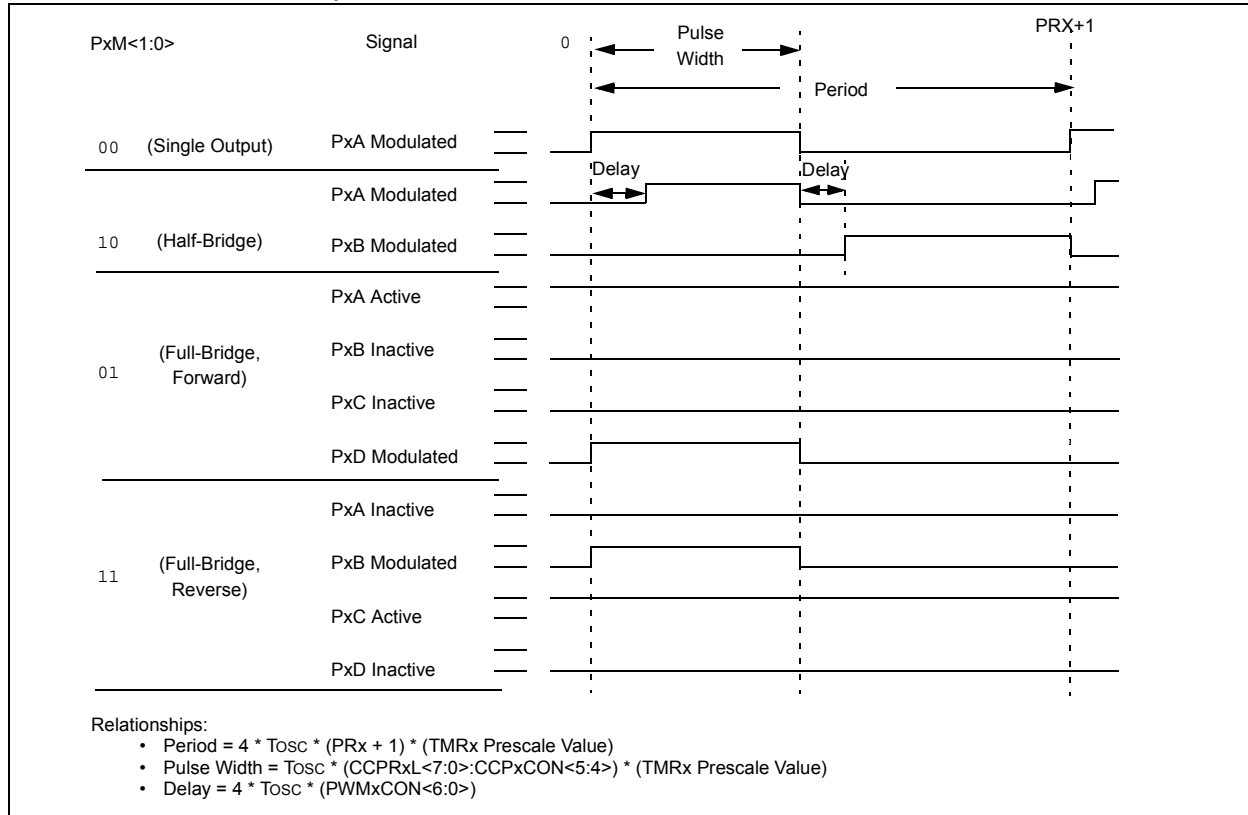 PxM<1:0> Signal 0 Pulse Width PRX+1
Period
00 (Single Output) PxA Modulated
Delay Delay
PxA Modulated
10 (Half-Bridge) PxB Modulated
PxA Active
01 (Full-Bridge, Forward) PxB Inactive
PxC Inactive
PxD Modulated
PxA Inactive
11 (Full-Bridge, Reverse) PxB Modulated
PxC Active
PxD Inactive
Relationships:
• Period = 4 * TOSC * (PRx + 1) * (TMRx Prescale Value)
• Pulse Width = TOSC * (CCPRxL<7:0>:CCPxCON<5:4>) * (TMRx Prescale Value)
• Delay = 4 * TOSC * (PWMxCON<6:0>)